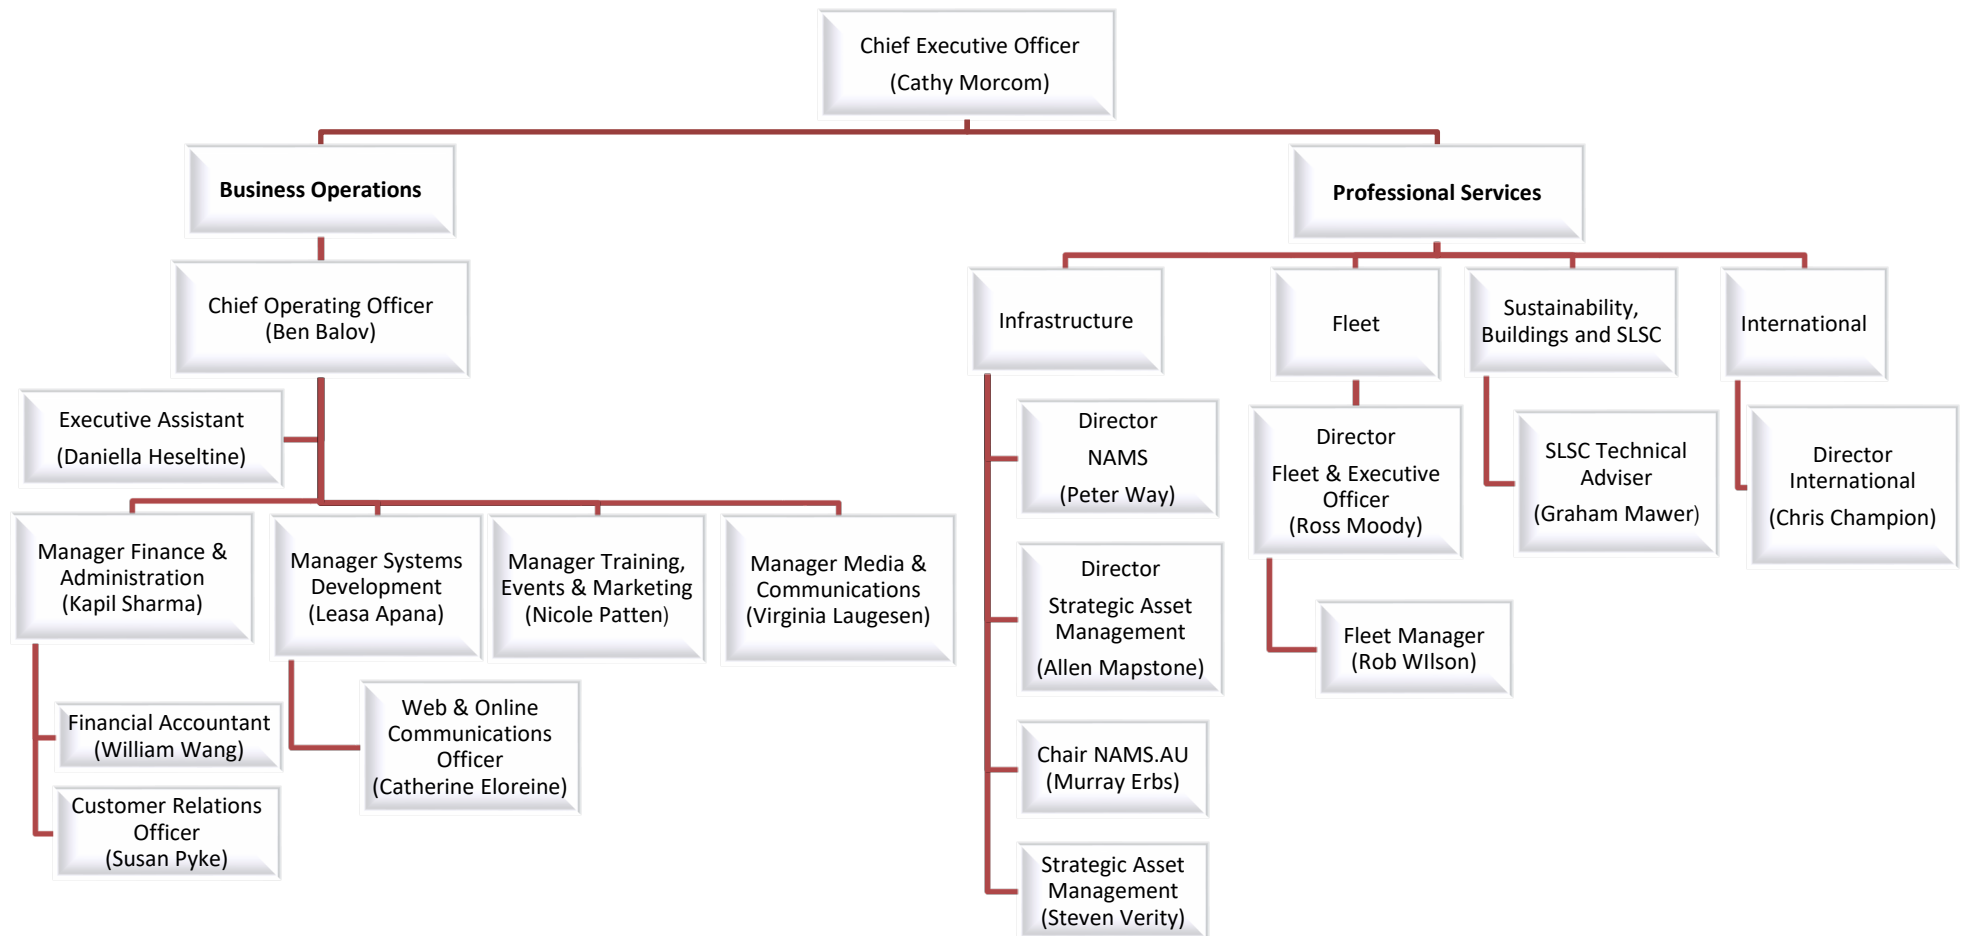 Chief Executive Officer
(Cathy Morcom)
Business Operations
Professional Services
Chief Operating Officer
(Ben Balov)
Infrastructure
Fleet
Sustainability,
Buildings and SLSC
International
Executive Assistant
(Daniella Heseltine)
Manager Finance &
Administration
(Kapil Sharma)
Manager Systems
Development
(Leasa Apana)
Manager Training,
Events & Marketing
(Nicole Patten)
Manager Media &
Communications
(Virginia Laugesen)
Financial Accountant
(William Wang)
Customer Relations
Officer
(Susan Pyke)
Web & Online
Communications
Officer
(Catherine Eloreine)
Director
NAMS
(Peter Way)
Director
Strategic Asset
Management
(Allen Mapstone)
Chair NAMS.AU
(Murray Erbs)
Strategic Asset
Management
(Steven Verity)
Director
Fleet & Executive
Officer
(Ross Moody)
Fleet Manager
(Rob WIlson)
SLSC Technical
Adviser
(Graham Mawer)
Director
International
(Chris Champion)